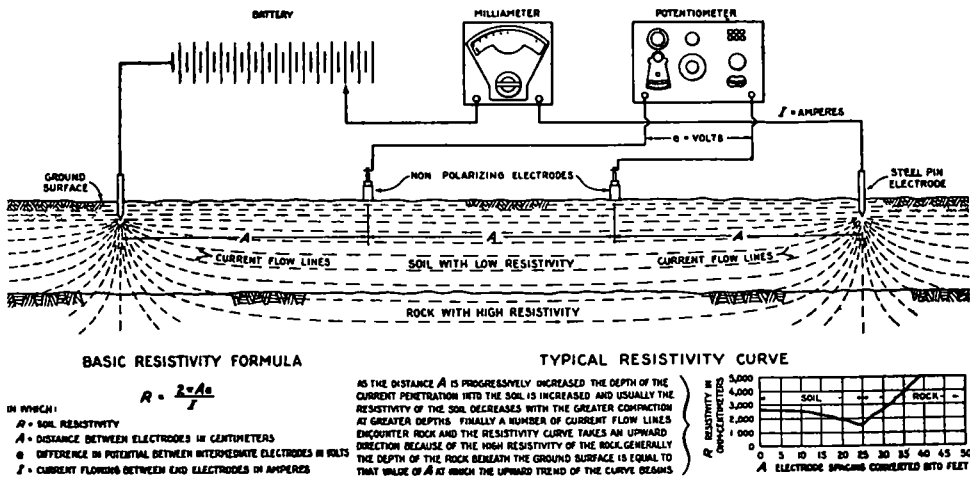 BATTERY
MILLIAMETER
POTENTIOMETER
I = AMPERES
e = VOLTS
GROUND
SURFACE
NON POLARIZING ELECTRODES
STEEL PIN
ELECTRODE
A
A
A
CURRENT FLOW LINES
SOIL WITH LOW RESISTIVITY
CURRENT FLOW LINES
ROCK WITH HIGH RESISTIVITY
BASIC RESISTIVITY FORMULA
R = 2πAe / I
IN WHICH:
R = SOIL RESISTIVITY
A = DISTANCE BETWEEN ELECTRODES IN CENTIMETERS
e DIFFERENCE IN POTENTIAL BETWEEN INTERMEDIATE ELECTRODES IN VOLTS
I = CURRENT FLOWING BETWEEN END ELECTRODES IN AMPERES
TYPICAL RESISTIVITY CURVE
AS THE DISTANCE A IS PROGRESSIVELY INCREASED THE DEPTH OF THE
CURRENT PENETRATION INTO THE SOIL IS INCREASED AND USUALLY THE
RESISTIVITY OF THE SOIL DECREASES WITH THE GREATER COMPACTION
AT GREATER DEPTHS FINALLY A NUMBER OF CURRENT FLOW LINES
ENCOUNTER ROCK AND THE RESISTIVITY CURVE TAKES AN UPWARD
DIRECTION BECAUSE OF THE HIGH RESISTIVITY OF THE ROCK. GENERALLY
THE DEPTH OF THE ROCK BENEATH THE GROUND SURFACE IS EQUAL TO
THAT VALUE OF A AT WHICH THE UPWARD TREND OF THE CURVE BEGINS
R RESISTIVITY IN
OHM-CENTIMETERS
5,000
4,000
3,000
2,000
1 000
0
SOIL
ROCK
0 5 10 15 20 25 30 35 40 45 50
A ELECTRODE SPACING CONVERTED INTO FEET